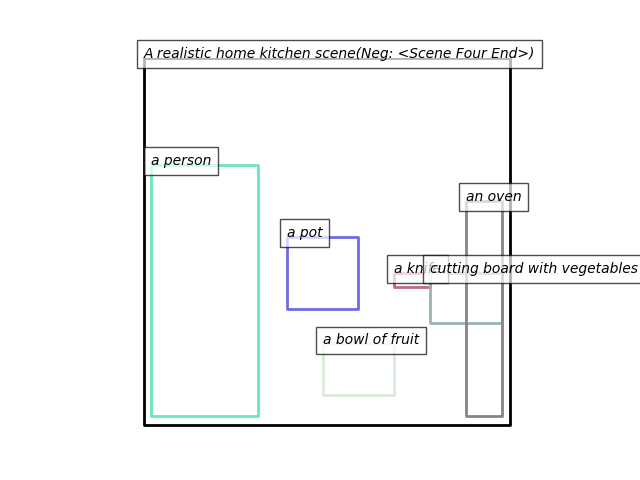 A realistic home kitchen scene(Neg: <Scene Four End>)
a person
an oven
a pot
a knife
cutting board with vegetables
a bowl of fruit